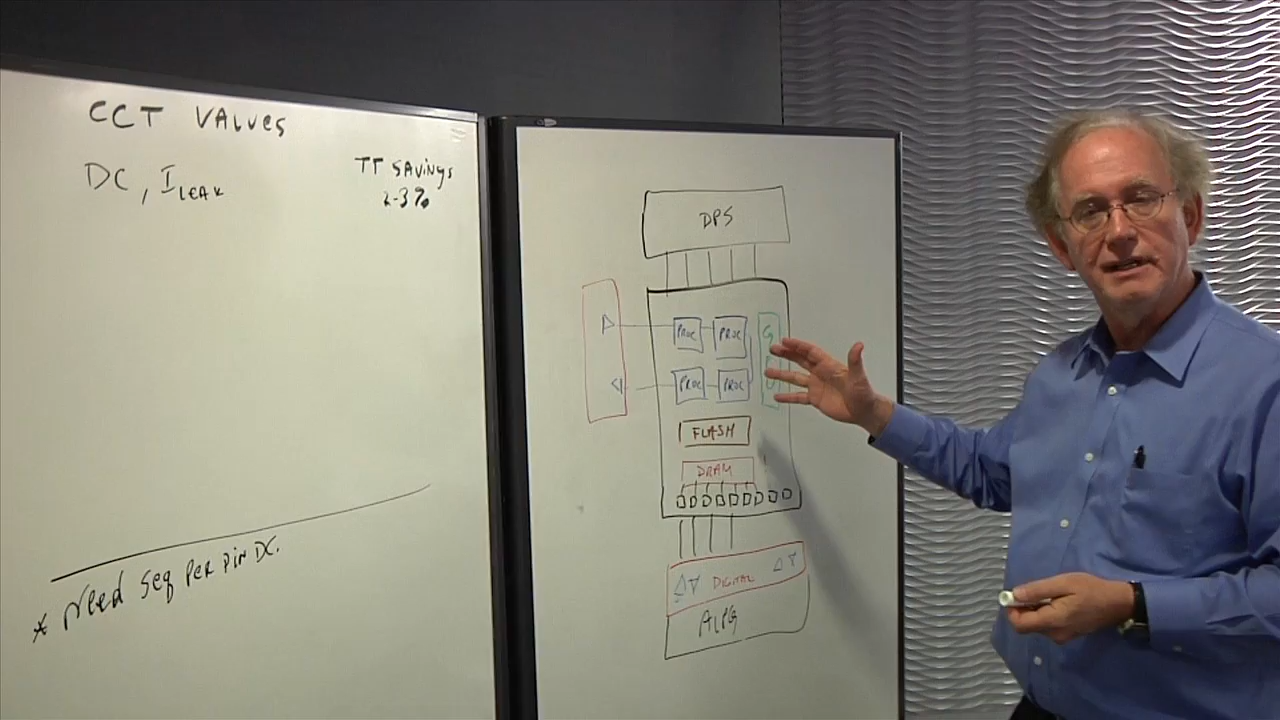 CCT VALUES
DC, ILEAK
TT SAVINGS
2-3%
* NEED SEQ PER PIN DC.
DPS
PROC PROC
PROC PROC
FLASH
DRAM
DIGITAL
ALPG